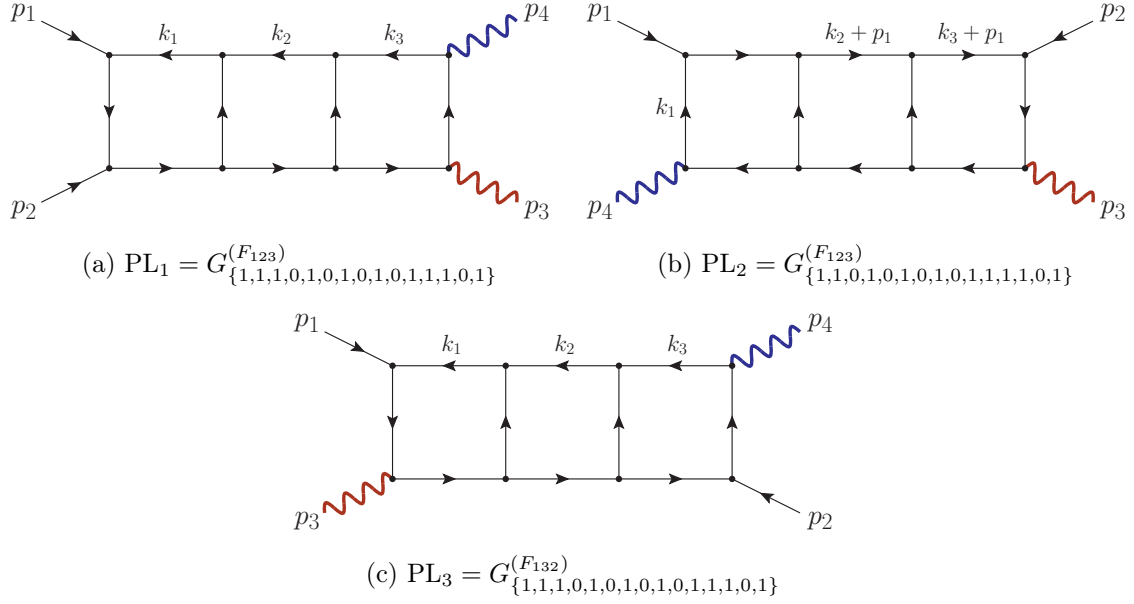 p₁ k₁ k₂ k₃ p₄
p₂ p₃
(a) PL₁ = G^{(F₁₂₃)}_{{1,1,1,0,1,0,1,0,1,0,1,1,1,0,1}}
p₁ k₂ + p₁ k₃ + p₁ p₂
k₁
p₄ p₃
(b) PL₂ = G^{(F₁₂₃)}_{{1,1,0,1,0,1,0,1,0,1,1,1,1,0,1}}
p₁ k₁ k₂ k₃ p₄
p₃ p₂
(c) PL₃ = G^{(F₁₃₂)}_{{1,1,1,0,1,0,1,0,1,0,1,1,1,0,1}}